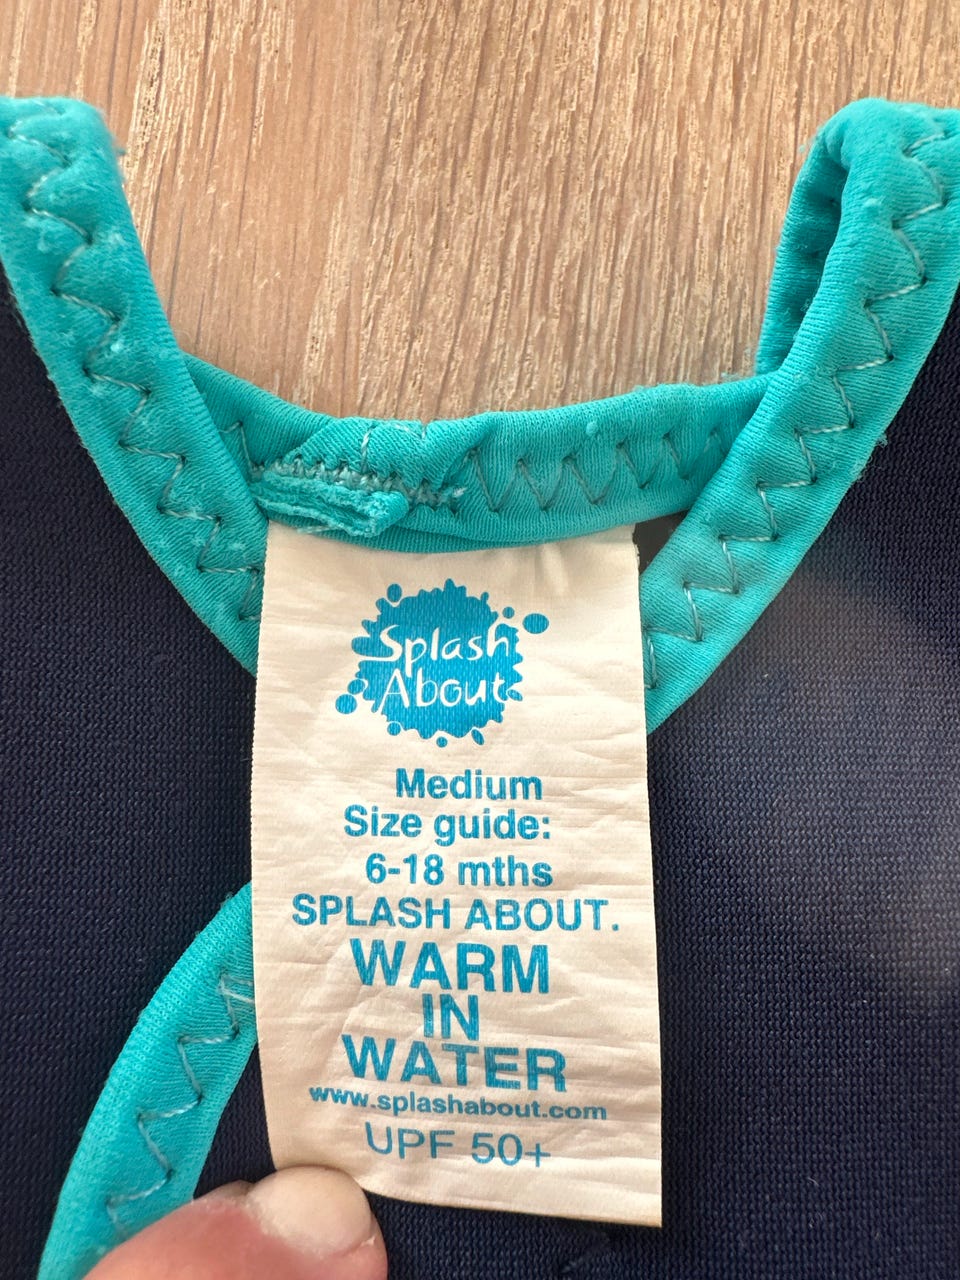 Splash
About
Medium
Size guide:
6-18 mths
SPLASH ABOUT.
WARM
IN
WATER
www.splashabout.com
UPF 50+